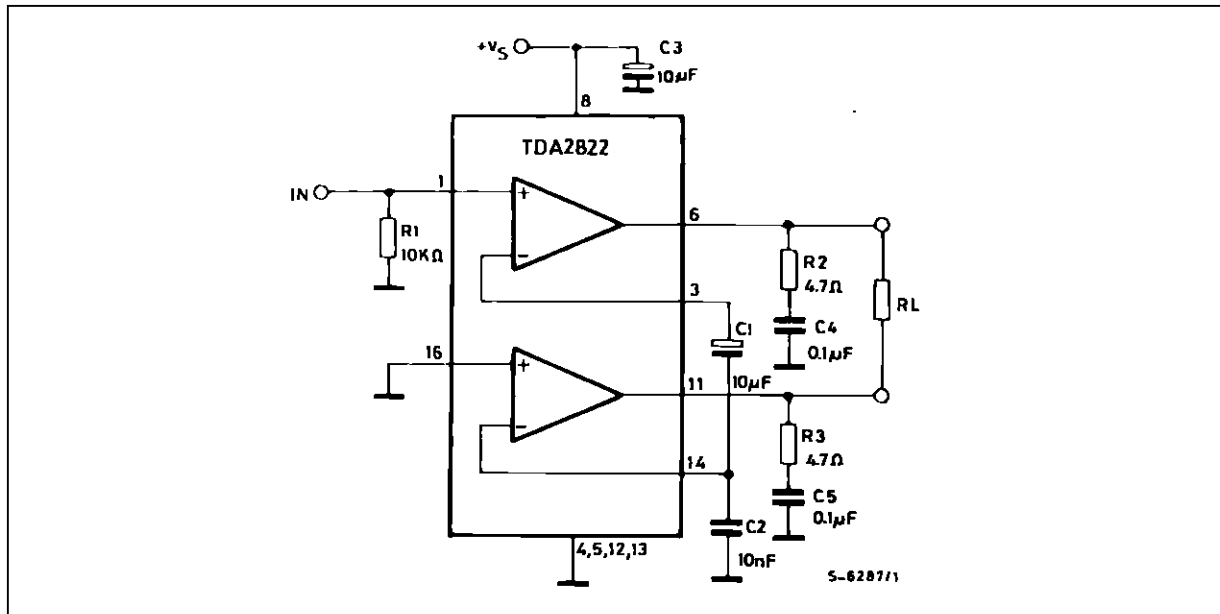 +VS
C3
10µF
8
TDA2822
IN
1
R1
10KΩ
+
−
6
3
R2
4.7Ω
C4
0.1µF
RL
C1
10µF
16
+
−
11
14
R3
4.7Ω
C5
0.1µF
C2
10nF
4,5,12,13
S-6287/1